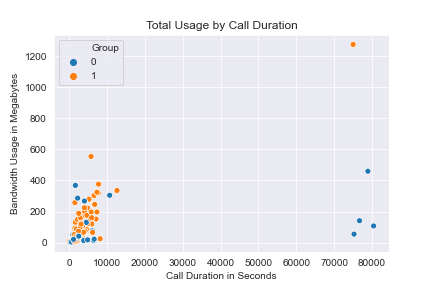 Total Usage by Call Duration
Group
0
1
1200
1000
800
600
400
200
0
Bandwidth Usage in Megabytes
0 10000 20000 30000 40000 50000 60000 70000 80000
Call Duration in Seconds